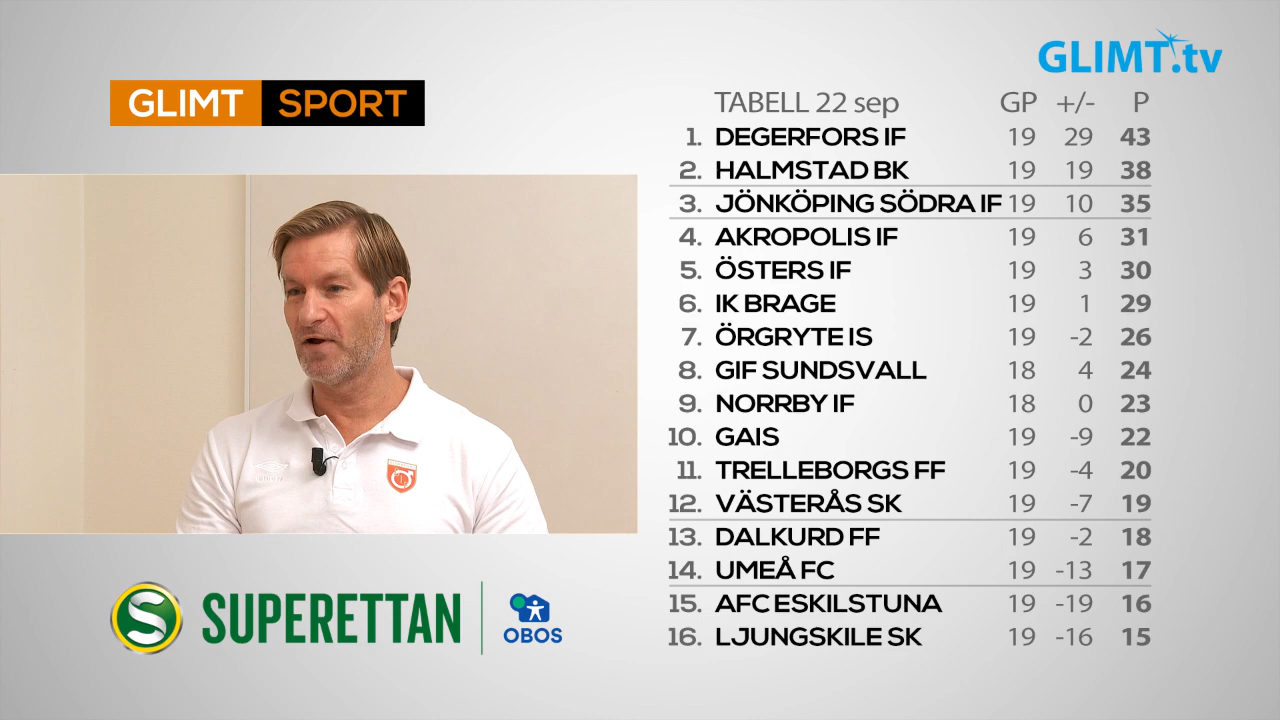 GLIMT.tv
GLIMT SPORT
TABELL 22 sep GP +/- P
1. DEGERFORS IF 19 29 43
2. HALMSTAD BK 19 19 38
3. JÖNKÖPING SÖDRA IF 19 10 35
4. AKROPOLIS IF 19 6 31
5. ÖSTERS IF 19 3 30
6. IK BRAGE 19 1 29
7. ÖRGRYTE IS 19 -2 26
8. GIF SUNDSVALL 18 4 24
9. NORRBY IF 18 0 23
10. GAIS 19 -9 22
11. TRELLEBORGS FF 19 -4 20
12. VÄSTERÅS SK 19 -7 19
13. DALKURD FF 19 -2 18
14. UMEÅ FC 19 -13 17
15. AFC ESKILSTUNA 19 -19 16
16. LJUNGSKILE SK 19 -16 15
S SUPERETTAN
OBOS